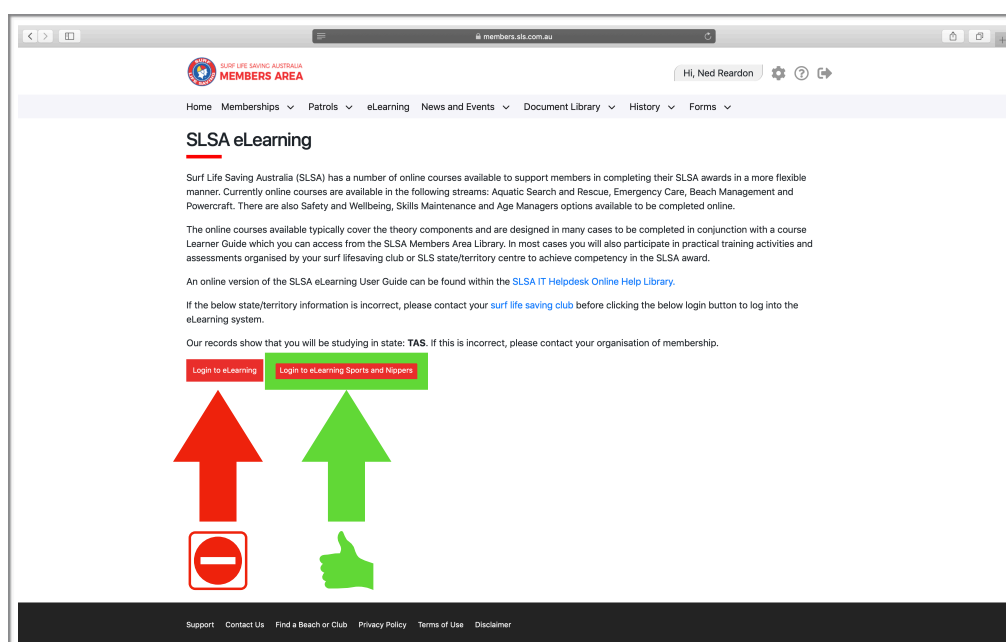 members.sls.com.au
SURF LIFE SAVING AUSTRALIA
MEMBERS AREA
Hi, Ned Reardon
Home Memberships Patrols eLearning News and Events Document Library History Forms
SLSA eLearning
Surf Life Saving Australia (SLSA) has a number of online courses available to support members in completing their SLSA awards in a more flexible
manner. Currently online courses are available in the following streams: Aquatic Search and Rescue, Emergency Care, Beach Management and
Powercraft. There are also Safety and Wellbeing, Skills Maintenance and Age Managers options available to be completed online.
The online courses available typically cover the theory components and are designed in many cases to be completed in conjunction with a course
Learner Guide which you can access from the SLSA Members Area Library. In most cases you will also participate in practical training activities and
assessments organised by your surf lifesaving club or SLS state/territory centre to achieve competency in the SLSA award.
An online version of the SLSA eLearning User Guide can be found within the SLSA IT Helpdesk Online Help Library.
If the below state/territory information is incorrect, please contact your surf life saving club before clicking the below login button to log into the
eLearning system.
Our records show that you will be studying in state: TAS. If this is incorrect, please contact your organisation of membership.
Login to eLearning Login to eLearning Sports and Nippers
Support Contact Us Find a Beach or Club Privacy Policy Terms of Use Disclaimer